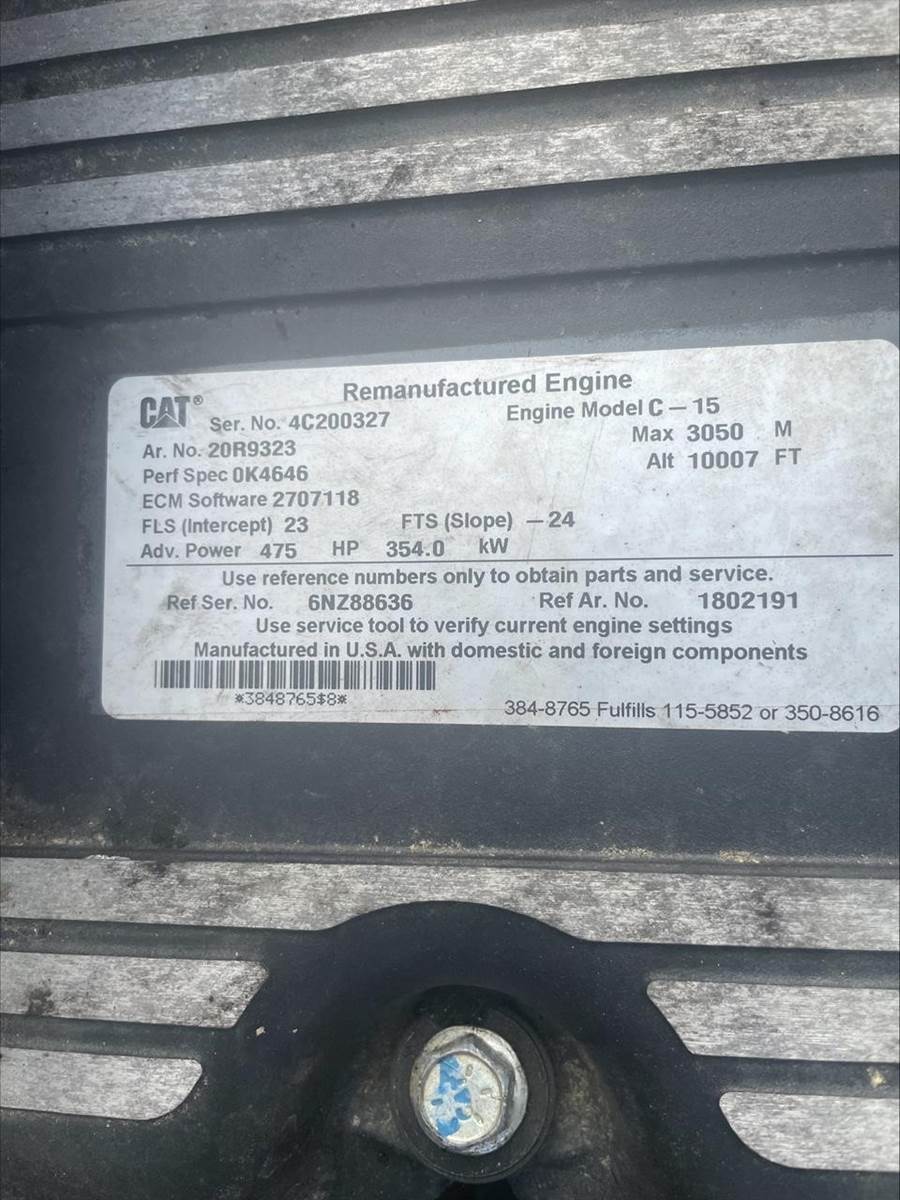 Remanufactured Engine
CAT® Ser. No. 4C200327 Engine Model C – 15
Ar. No. 20R9323 Max 3050 M
Perf Spec 0K4646 Alt 10007 FT
ECM Software 2707118
FLS (Intercept) 23 FTS (Slope) –24
Adv. Power 475 HP 354.0 kW
Use reference numbers only to obtain parts and service.
Ref Ser. No. 6NZ88636 Ref Ar. No. 1802191
Use service tool to verify current engine settings
Manufactured in U.S.A. with domestic and foreign components
*3848765$8*
384-8765 Fulfills 115-5852 or 350-8616